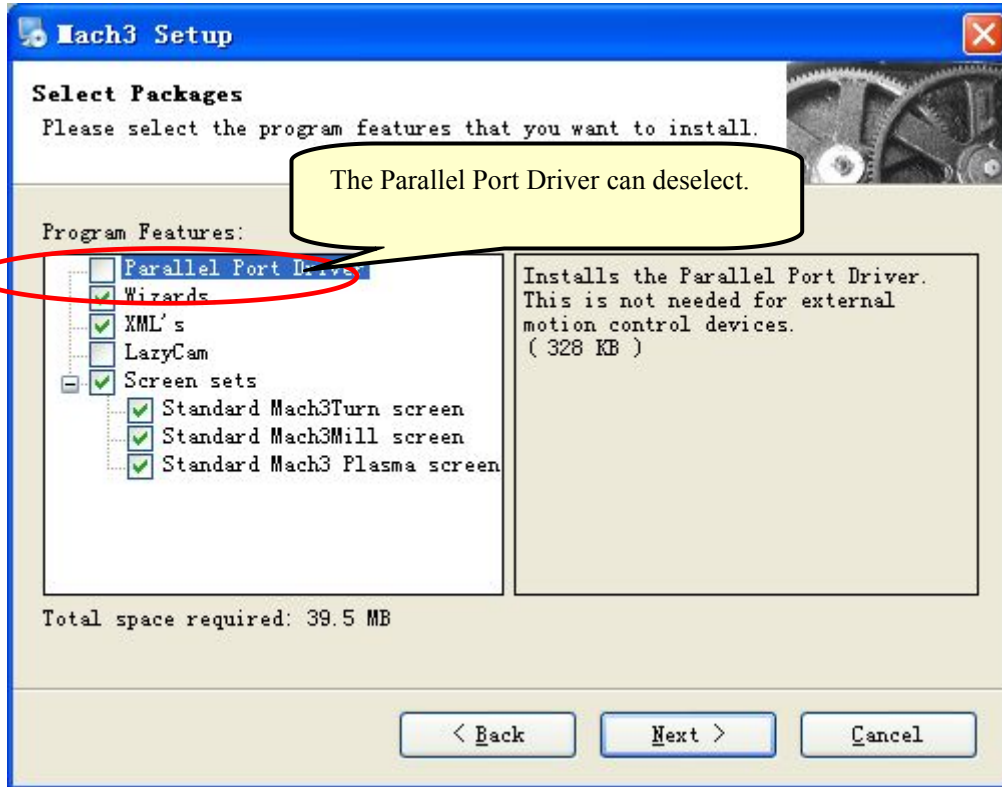 Mach3 Setup
Select Packages
Please select the program features that you want to install.
The Parallel Port Driver can deselect.
Program Features:
Parallel Port Driver
Wizards
XML's
LazyCam
Screen sets
Standard Mach3Turn screen
Standard Mach3Mill screen
Standard Mach3 Plasma screen
Installs the Parallel Port Driver.
This is not needed for external
motion control devices.
( 328 KB )
Total space required: 39.5 MB
< Back
Next >
Cancel